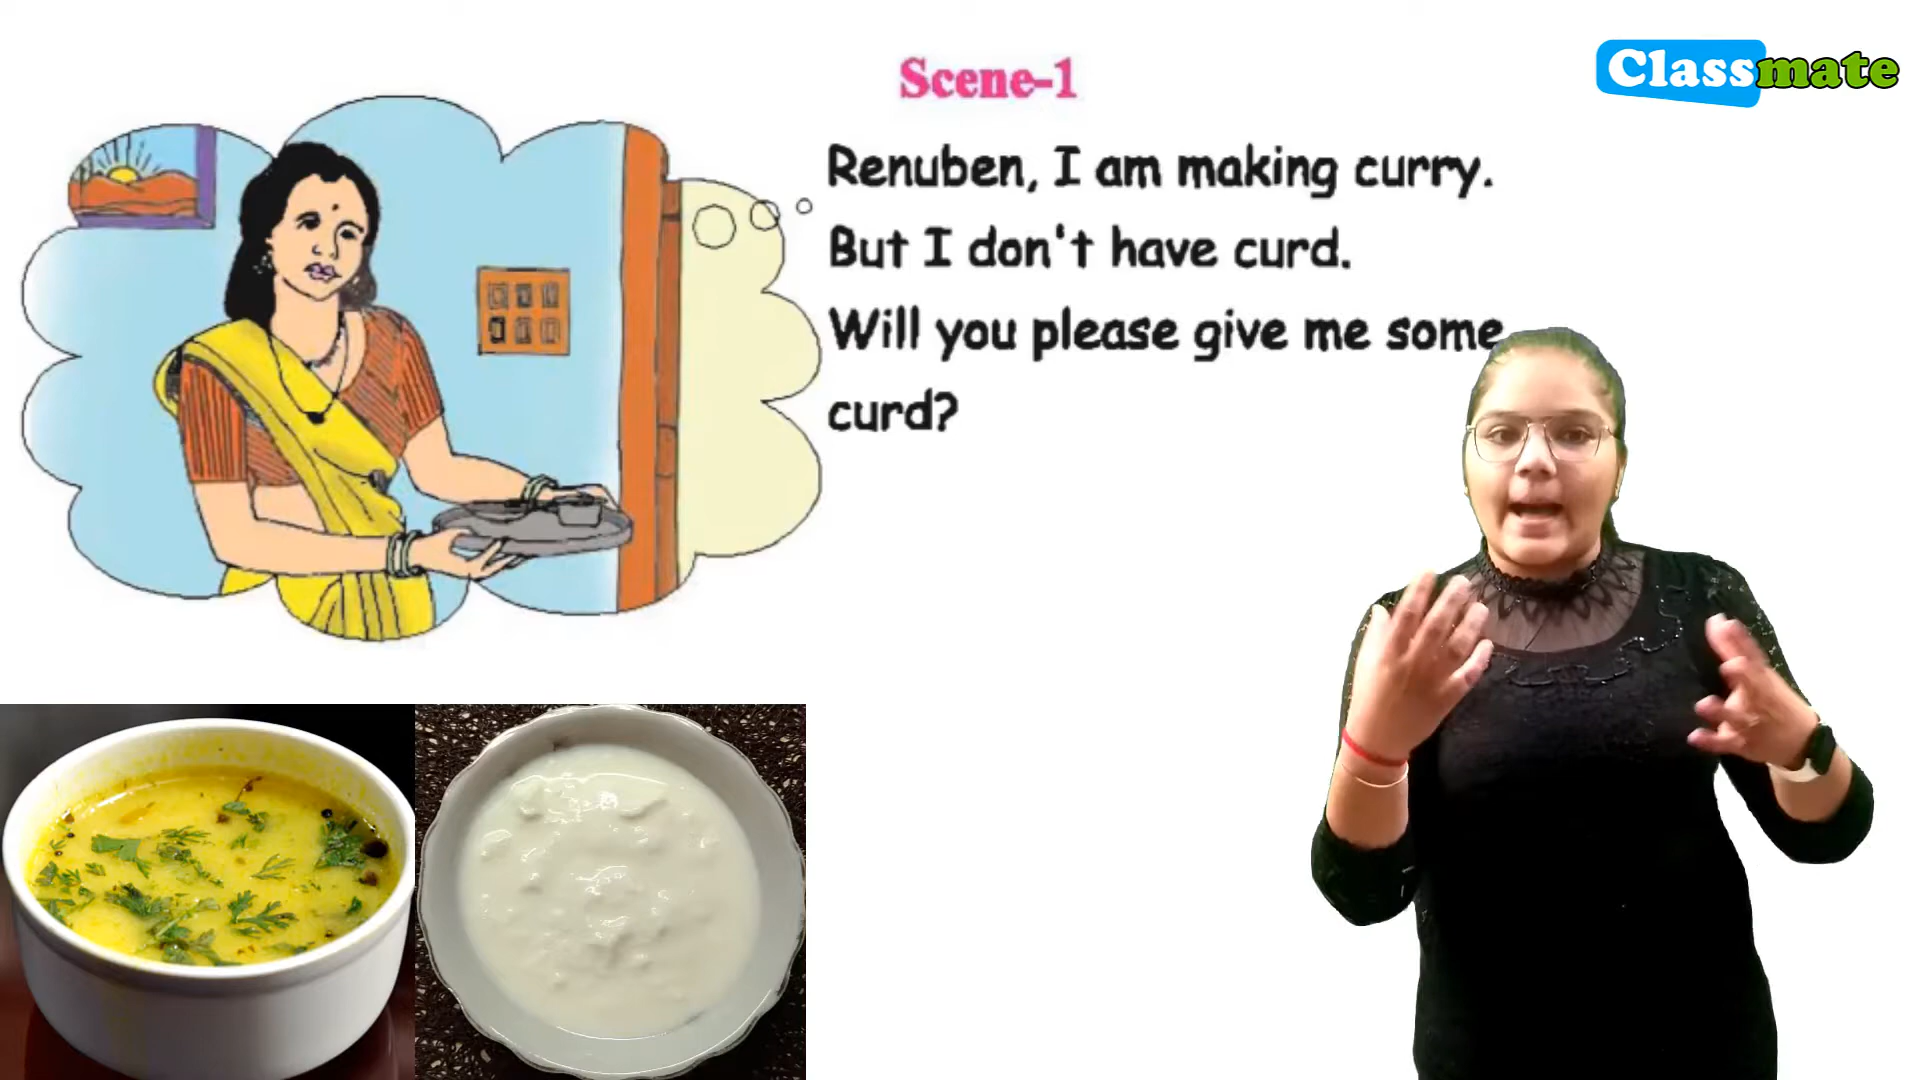 Scene-1
Classmate
Renuben, I am making curry.
But I don't have curd.
Will you please give me some
curd?